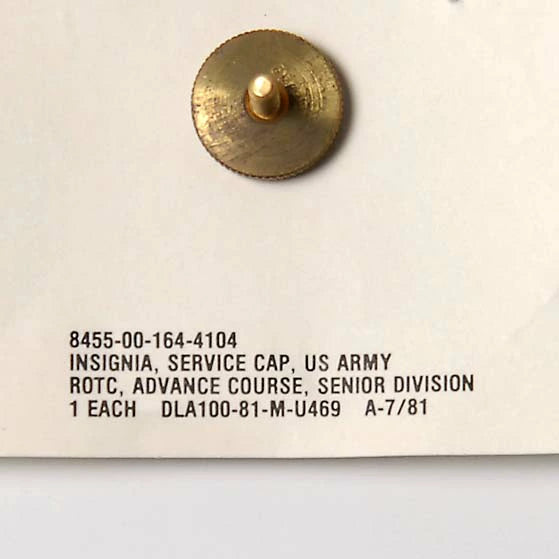 8455-00-164-4104
INSIGNIA, SERVICE CAP, US ARMY
ROTC, ADVANCE COURSE, SENIOR DIVISION
1 EACH DLA100-81-M-U469 A-7/81